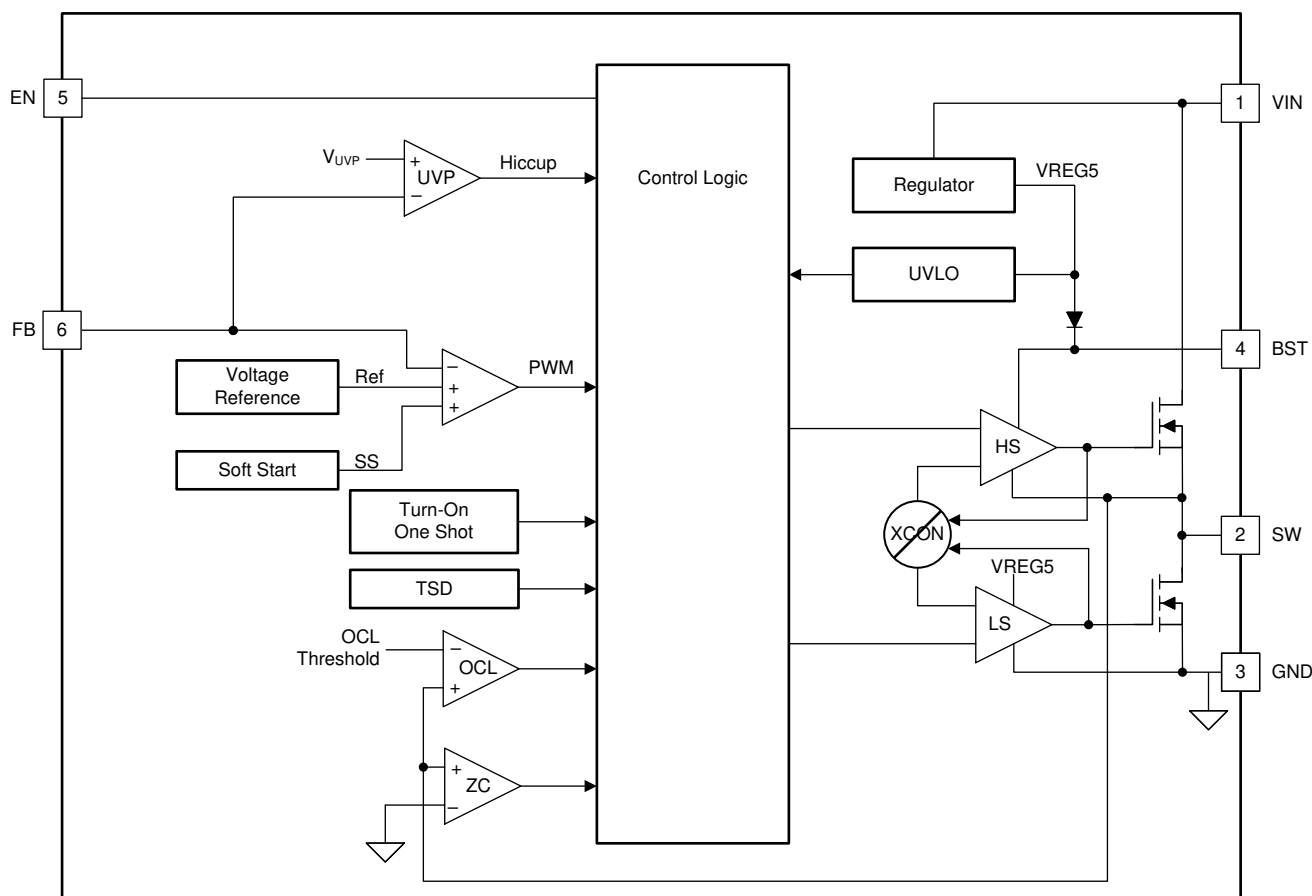 EN
5
1
VIN
V_UVP
+
UVP
−
Hiccup
Control Logic
Regulator
VREG5
UVLO
FB
6
4
BST
Voltage
Reference
Ref
−
+
+
PWM
Soft Start
SS
HS
Turn-On
One Shot
XCON
2
SW
TSD
VREG5
LS
OCL
Threshold
−
OCL
+
3
GND
+
ZC
−